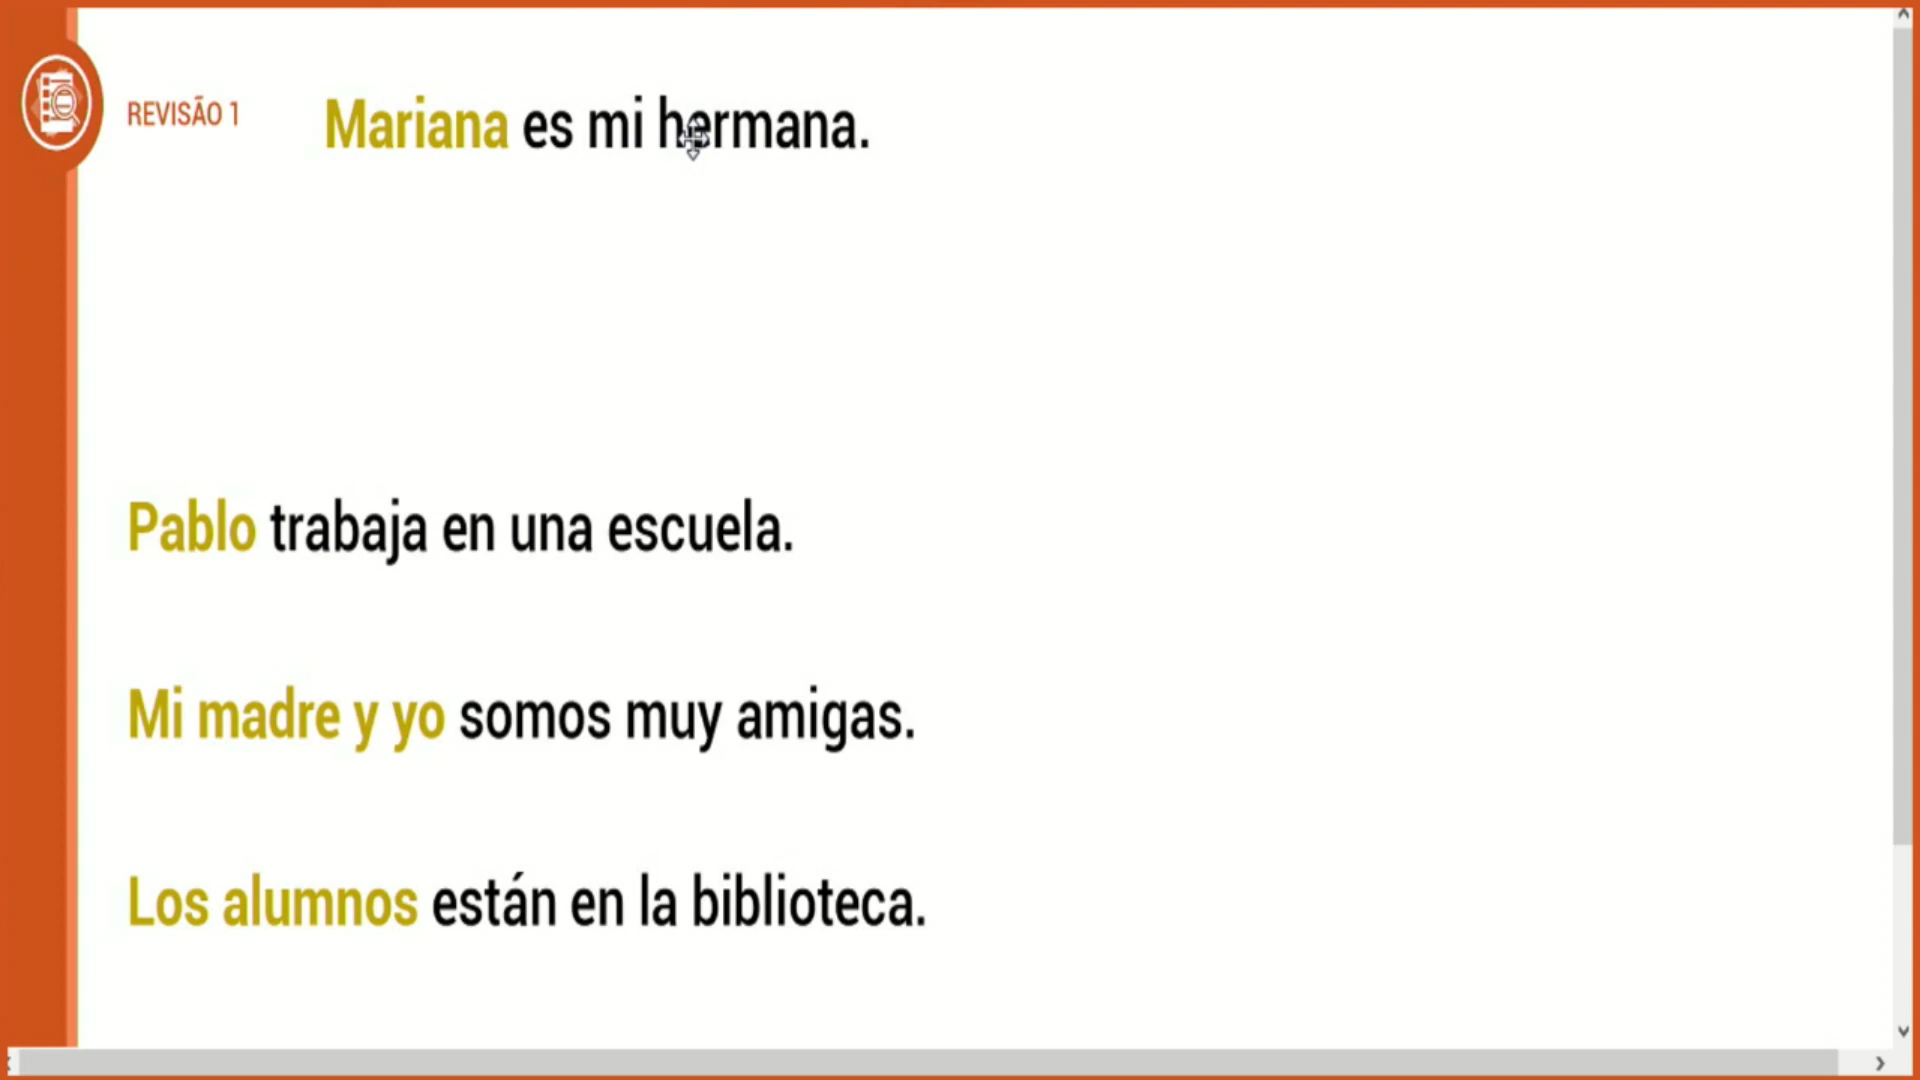 REVISÃO 1
Mariana es mi hermana.
Pablo trabaja en una escuela.
Mi madre y yo somos muy amigas.
Los alumnos están en la biblioteca.